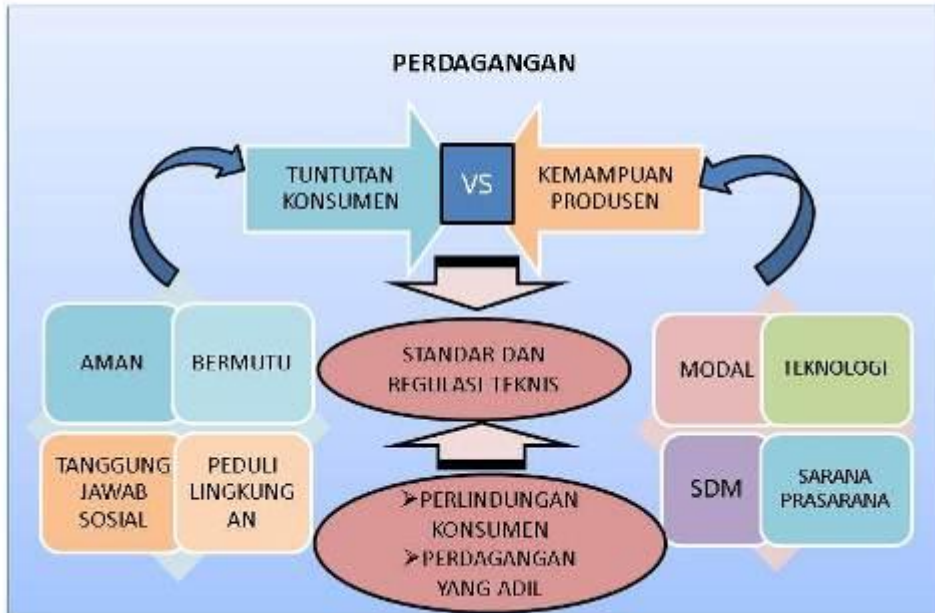 PERDAGANGAN
TUNTUTAN
KONSUMEN
VS
KEMAMPUAN
PRODUSEN
AMAN
BERMUTU
TANGGUNG
JAWAB
SOSIAL
PEDULI
LINGKUNG
AN
STANDAR DAN
REGULASI TEKNIS
➢PERLINDUNGAN
KONSUMEN
➢PERDAGANGAN
YANG ADIL
MODAL
TEKNOLOGI
SDM
SARANA
PRASARANA